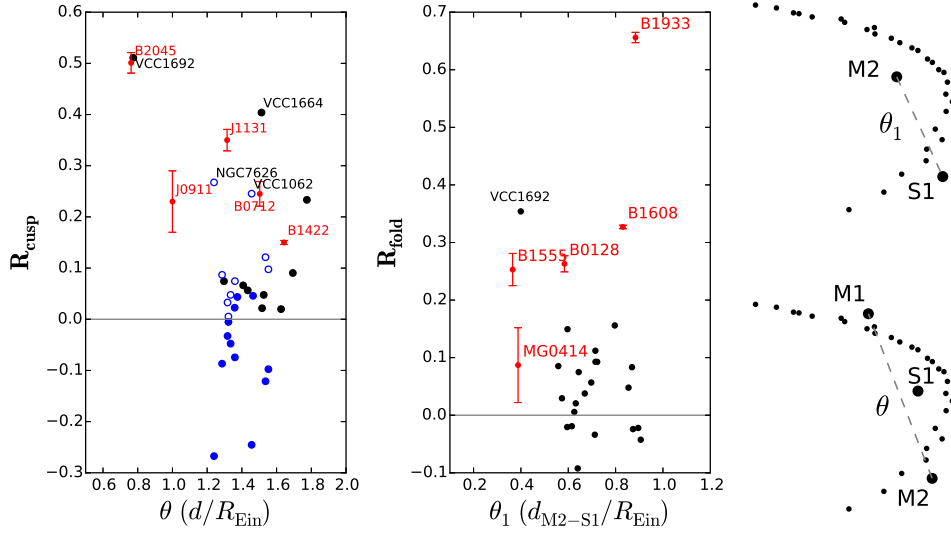 0.6
0.5
0.4
0.3
0.2
0.1
0.0
−0.1
−0.2
−0.3
R_cusp
B2045
VCC1692
VCC1664
J1131
NGC7626
VCC1062
J0911
B0712
B1422
0.6 0.8 1.0 1.2 1.4 1.6 1.8 2.0
θ (d/R_Ein)
0.7
0.6
0.5
0.4
0.3
0.2
0.1
0.0
−0.1
R_fold
B1933
VCC1692
B1608
B1555
B0128
MG0414
0.2 0.4 0.6 0.8 1.0 1.2
θ₁ (d_M2−S1/R_Ein)
M2
θ₁
S1
M1
S1
θ
M2